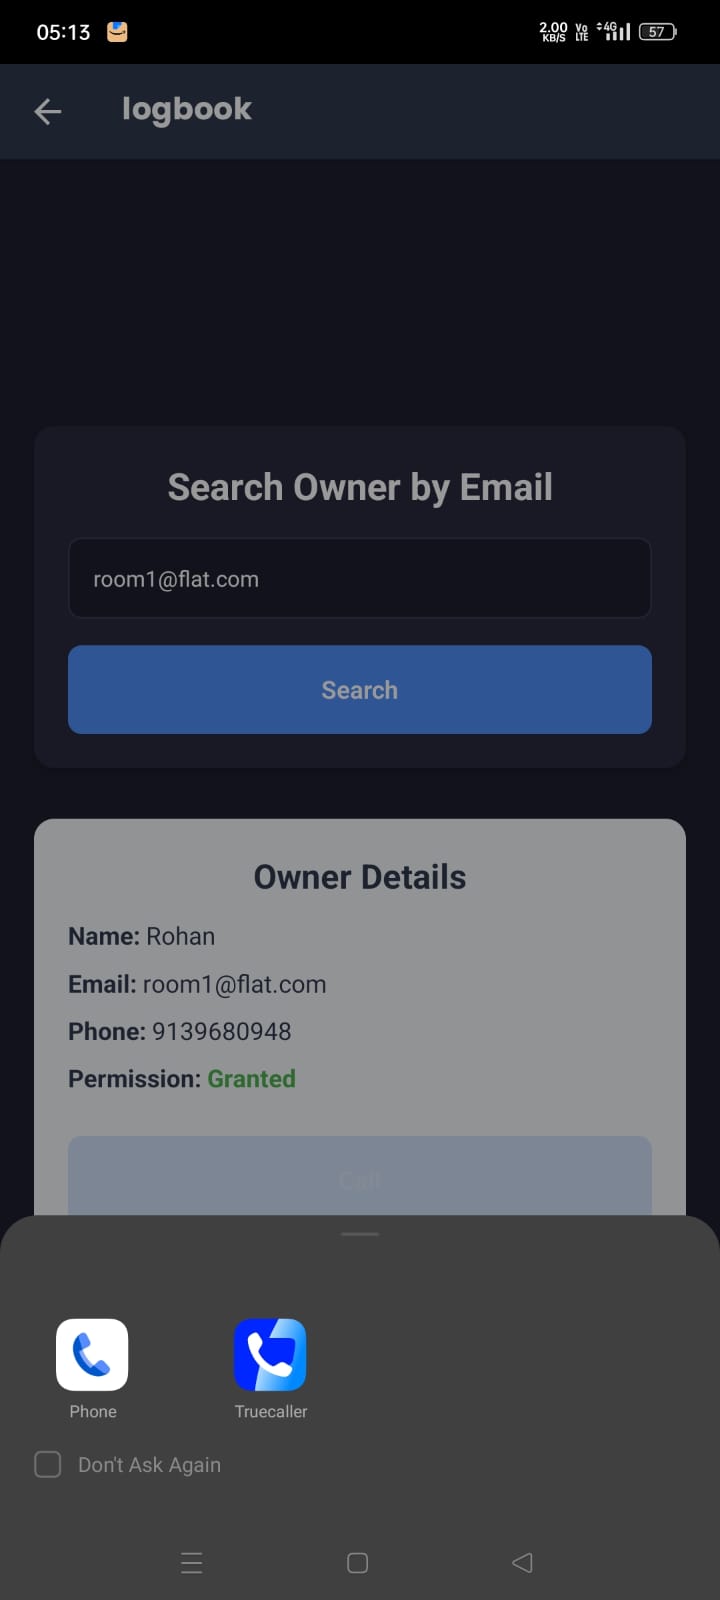 05:13
2.00 KB/S Vo LTE 4G 57
logbook
Search Owner by Email
room1@flat.com
Search
Owner Details
Name: Rohan
Email: room1@flat.com
Phone: 9139680948
Permission: Granted
Call
Phone
Truecaller
Don't Ask Again